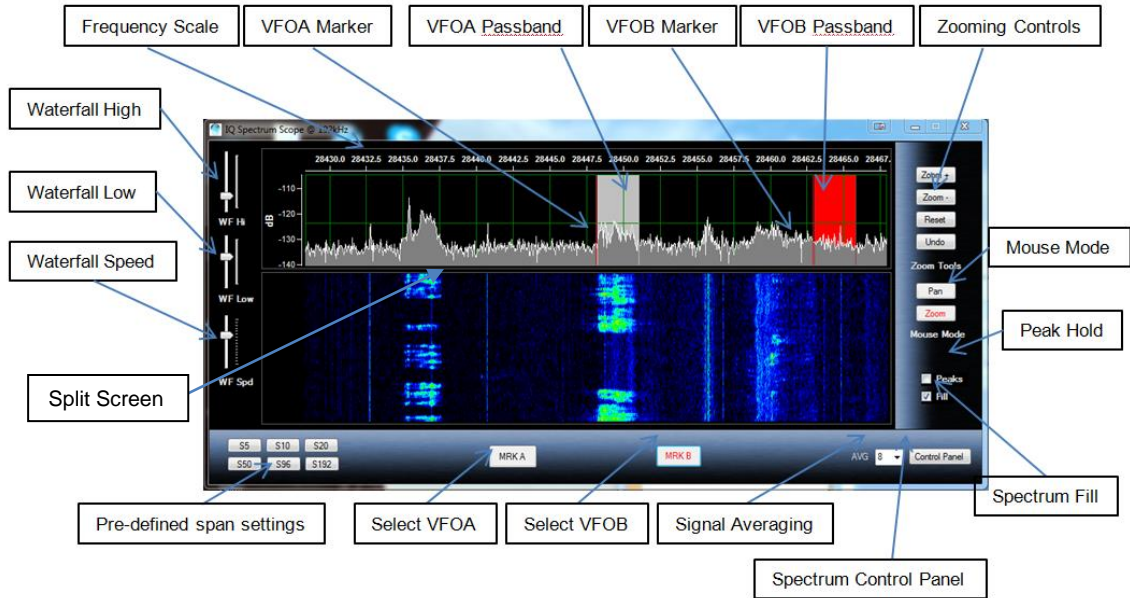 Frequency Scale
VFOA Marker
VFOA Passband
VFOB Marker
VFOB Passband
Zooming Controls
Waterfall High
Waterfall Low
Waterfall Speed
IQ Spectrum Scope @ ±22kHz
28430.0 28432.5 28435.0 28437.5 28440.0 28442.5 28445.0 28447.5 28450.0 28452.5 28455.0 28457.5 28460.0 28462.5 28465.0 28467.
-110
-120
dB
-130
-140
WF Hi
WF Low
WF Spd
Zoom +
Zoom -
Reset
Undo
Zoom Tools
Pan
Zoom
Mouse Mode
Peaks
Fill
Mouse Mode
Peak Hold
Split Screen
S5 S10 S20
S50 S96 S192
MRK A
MRK B
AVG 8 Control Panel
Spectrum Fill
Pre-defined span settings
Select VFOA
Select VFOB
Signal Averaging
Spectrum Control Panel